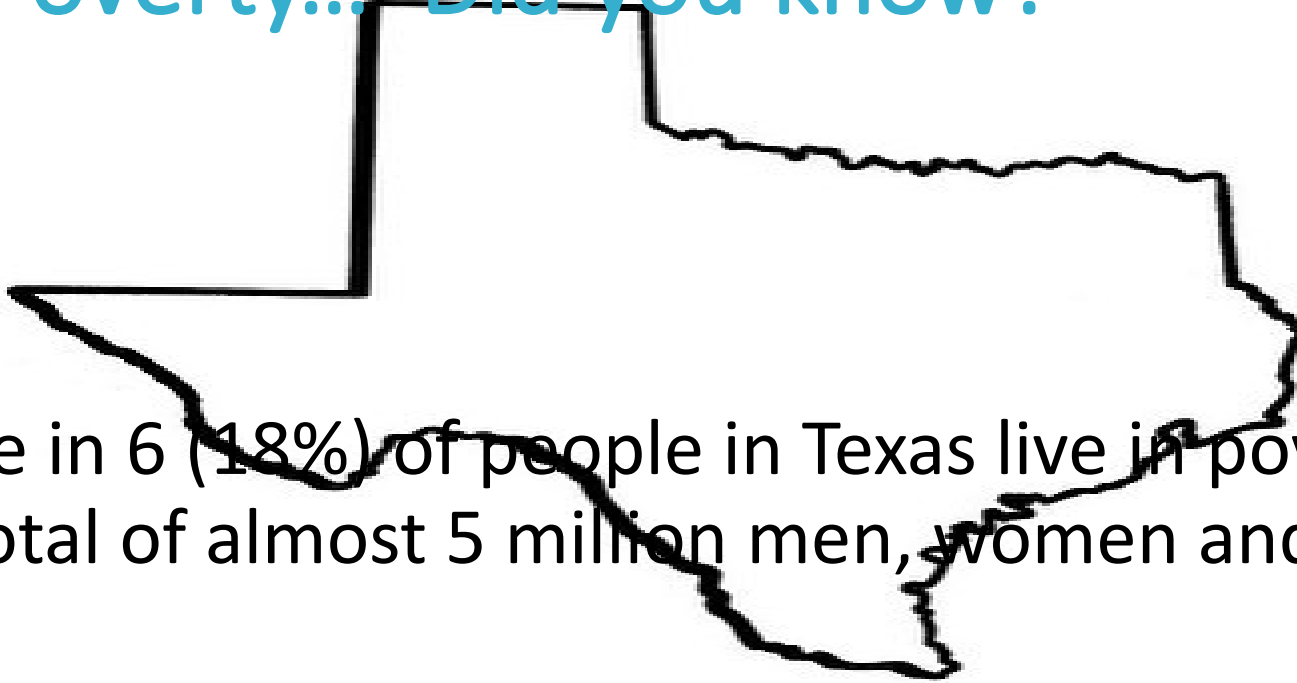 overty... Did you know?
e in 6 (18%) of people in Texas live in pov
otal of almost 5 million men, women and